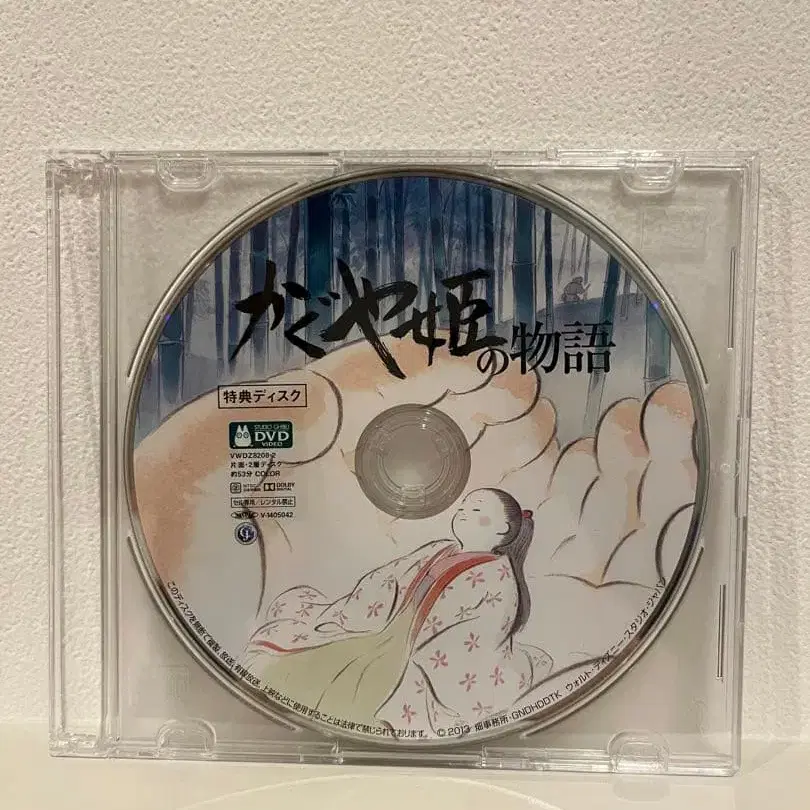 かぐや姫の物語
特典ディスク
STUDIO GHIBLI
DVD
VIDEO
VWDZ8208-2
片面・2層ディスク
約53分 COLOR
DOLBY
DIGITAL
セル専用/レンタル禁止
V-1405042
このディスクを無断で複製、放送、有線放送、上映などに使用することは法律で禁じられております。
© 2013 畑事務所・GNDHDDTK ウォルト・ディズニー・スタジオ・ジャパン